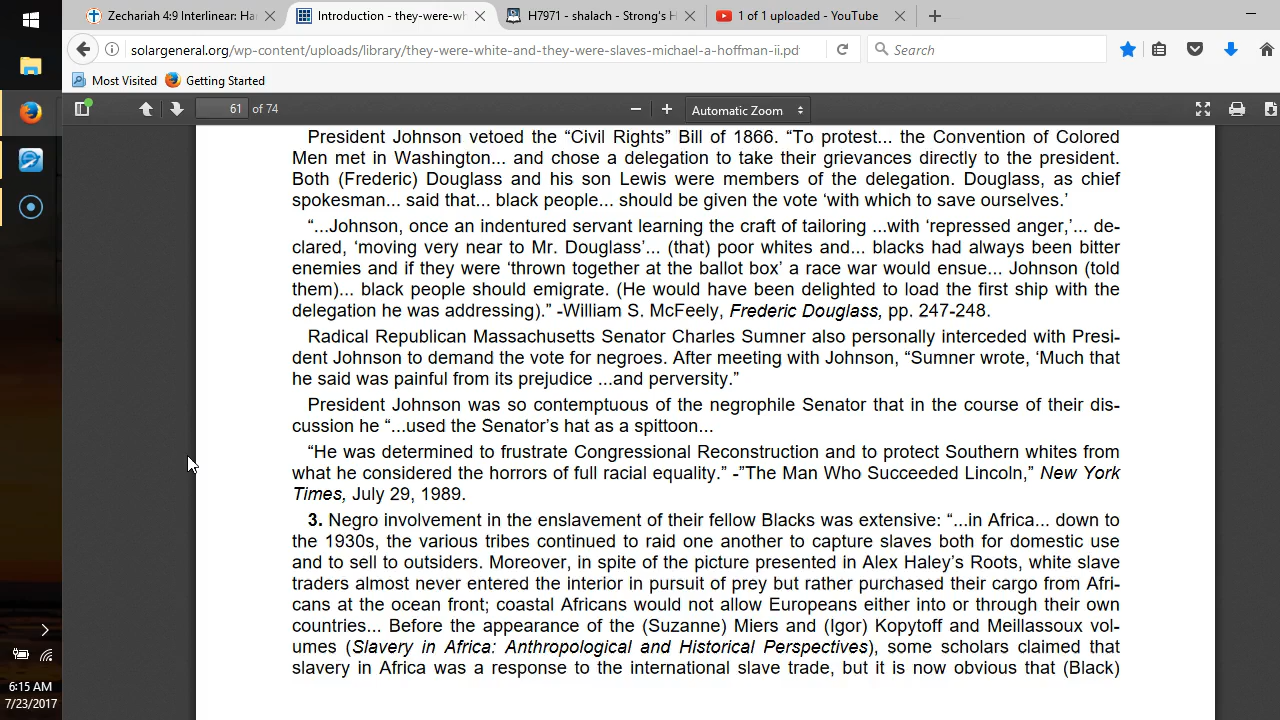 Zechariah 4:9 Interlinear: Ha
Introduction - they-were-wh
H7971 - shalach - Strong's H
1 of 1 uploaded - YouTube
solargeneral.org/wp-content/uploads/library/they-were-white-and-they-were-slaves-michael-a-hoffman-ii.pd
Search
Most Visited
Getting Started
61 of 74
Automatic Zoom
President Johnson vetoed the “Civil Rights” Bill of 1866. “To protest... the Convention of Colored
Men met in Washington... and chose a delegation to take their grievances directly to the president.
Both (Frederic) Douglass and his son Lewis were members of the delegation. Douglass, as chief
spokesman... said that... black people... should be given the vote ‘with which to save ourselves.’
“...Johnson, once an indentured servant learning the craft of tailoring ...with ‘repressed anger,’... de-
clared, ‘moving very near to Mr. Douglass’... (that) poor whites and... blacks had always been bitter
enemies and if they were ‘thrown together at the ballot box’ a race war would ensue... Johnson (told
them)... black people should emigrate. (He would have been delighted to load the first ship with the
delegation he was addressing).” -William S. McFeely, Frederic Douglass, pp. 247-248.
Radical Republican Massachusetts Senator Charles Sumner also personally interceded with Presi-
dent Johnson to demand the vote for negroes. After meeting with Johnson, “Sumner wrote, ‘Much that
he said was painful from its prejudice ...and perversity.”
President Johnson was so contemptuous of the negrophile Senator that in the course of their dis-
cussion he “...used the Senator’s hat as a spittoon...
“He was determined to frustrate Congressional Reconstruction and to protect Southern whites from
what he considered the horrors of full racial equality.” -”The Man Who Succeeded Lincoln,” New York
Times, July 29, 1989.
3. Negro involvement in the enslavement of their fellow Blacks was extensive: “...in Africa... down to
the 1930s, the various tribes continued to raid one another to capture slaves both for domestic use
and to sell to outsiders. Moreover, in spite of the picture presented in Alex Haley’s Roots, white slave
traders almost never entered the interior in pursuit of prey but rather purchased their cargo from Afri-
cans at the ocean front; coastal Africans would not allow Europeans either into or through their own
countries... Before the appearance of the (Suzanne) Miers and (Igor) Kopytoff and Meillassoux vol-
umes (Slavery in Africa: Anthropological and Historical Perspectives), some scholars claimed that
slavery in Africa was a response to the international slave trade, but it is now obvious that (Black)
6:15 AM
7/23/2017